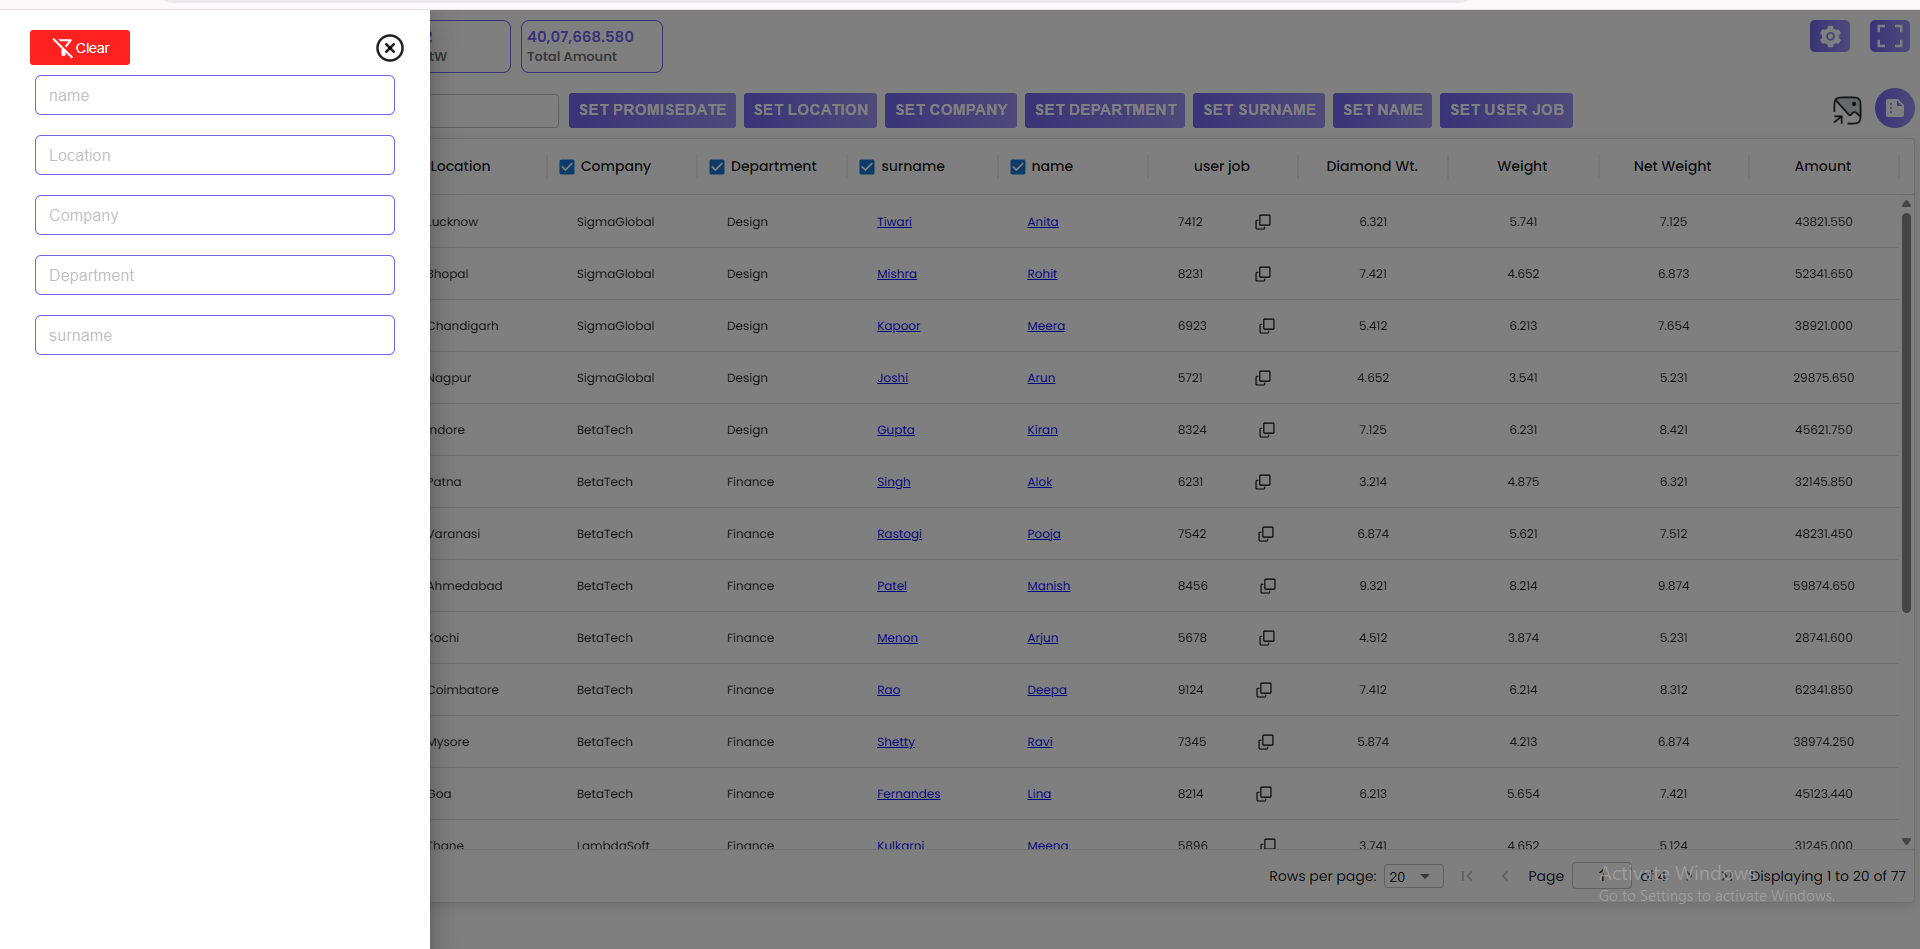 Clear
name
Location
Company
Department
surname
tW
40,07,668.580
Total Amount
SET PROMISEDATE SET LOCATION SET COMPANY SET DEPARTMENT SET SURNAME SET NAME SET USER JOB
Location Company Department surname name user job Diamond Wt. Weight Net Weight Amount
Lucknow SigmaGlobal Design Tiwari Anita 7412 6.321 5.741 7.125 43821.550
Bhopal SigmaGlobal Design Mishra Rohit 8231 7.421 4.652 6.873 52341.650
Chandigarh SigmaGlobal Design Kapoor Meera 6923 5.412 6.213 7.654 38921.000
Nagpur SigmaGlobal Design Joshi Arun 5721 4.652 3.541 5.231 29875.650
Indore BetaTech Design Gupta Kiran 8324 7.125 6.231 8.421 45621.750
Patna BetaTech Finance Singh Alok 6231 3.214 4.875 6.321 32145.850
Varanasi BetaTech Finance Rastogi Pooja 7542 6.874 5.621 7.512 48231.450
Ahmedabad BetaTech Finance Patel Manish 8456 9.321 8.214 9.874 59874.650
Kochi BetaTech Finance Menon Arjun 5678 4.512 3.874 5.231 28741.600
Coimbatore BetaTech Finance Rao Deepa 9124 7.412 6.214 8.312 62341.850
Mysore BetaTech Finance Shetty Ravi 7345 5.874 4.213 6.874 38974.250
Goa BetaTech Finance Fernandes Lina 8214 6.213 5.654 7.421 45123.440
Thane LambdaSoft Finance Kulkarni Meena 5896 3.741 4.652 5.124 31245.000
Rows per page: 20 Page 1 of 4 Displaying 1 to 20 of 77
Activate Windows
Go to Settings to activate Windows.